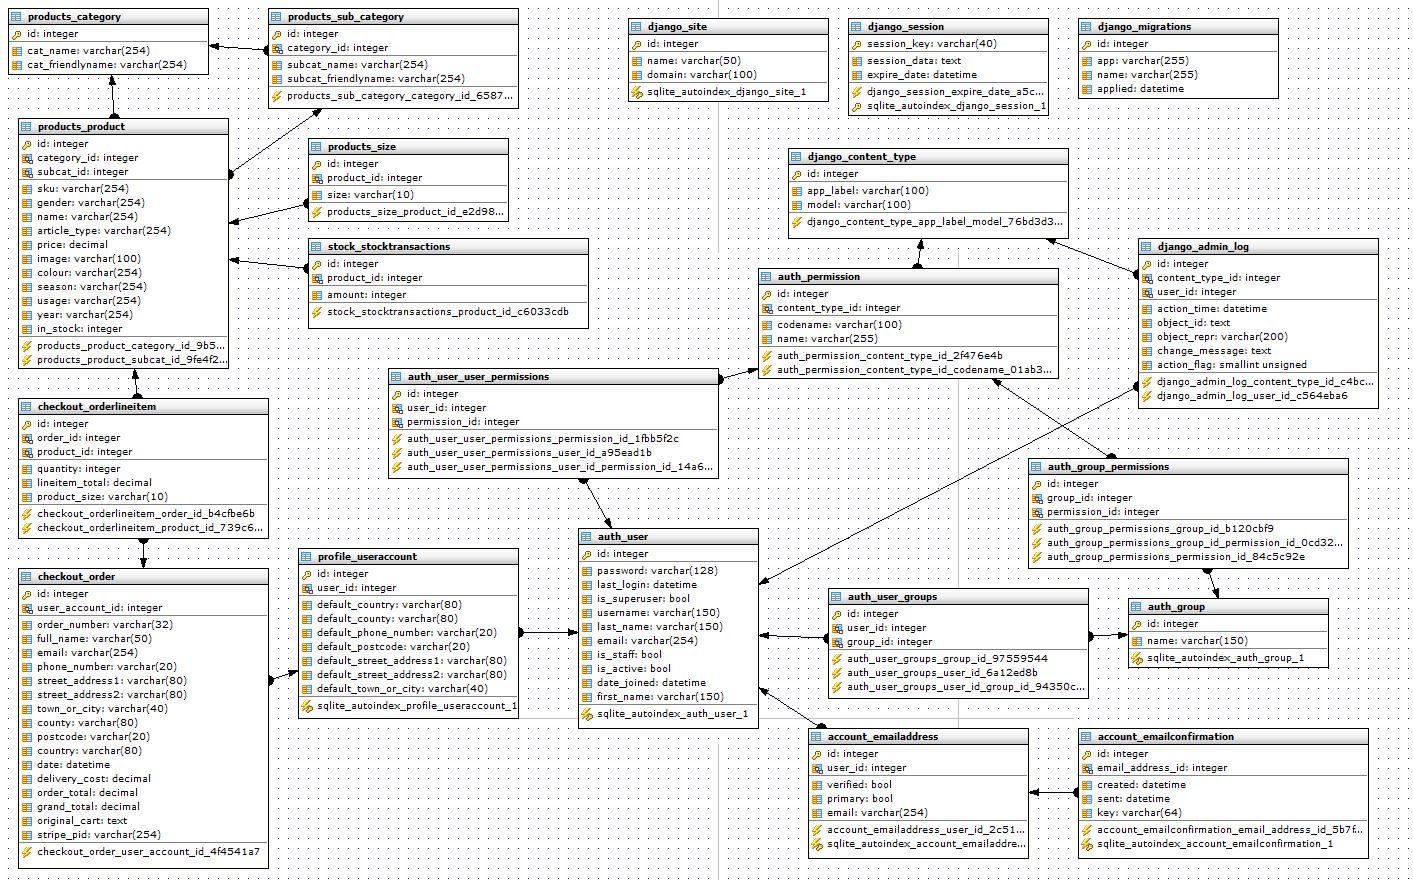 products_category
id: integer
cat_name: varchar(254)
cat_friendlyname: varchar(254)
products_sub_category
id: integer
category_id: integer
subcat_name: varchar(254)
subcat_friendlyname: varchar(254)
products_sub_category_category_id_6587...
django_site
id: integer
name: varchar(50)
domain: varchar(100)
sqlite_autoindex_django_site_1
django_session
session_key: varchar(40)
session_data: text
expire_date: datetime
django_session_expire_date_a5c...
sqlite_autoindex_django_session_1
django_migrations
id: integer
app: varchar(255)
name: varchar(255)
applied: datetime
products_product
id: integer
category_id: integer
subcat_id: integer
sku: varchar(254)
gender: varchar(254)
name: varchar(254)
article_type: varchar(254)
price: decimal
image: varchar(100)
colour: varchar(254)
season: varchar(254)
usage: varchar(254)
year: varchar(254)
in_stock: integer
products_product_category_id_9b5...
products_product_subcat_id_9fe4f2...
products_size
id: integer
product_id: integer
size: varchar(10)
products_size_product_id_e2d98...
stock_stocktransactions
id: integer
product_id: integer
amount: integer
stock_stocktransactions_product_id_c6033cdb
django_content_type
id: integer
app_label: varchar(100)
model: varchar(100)
django_content_type_app_label_model_76bd3d3...
django_admin_log
id: integer
content_type_id: integer
user_id: integer
action_time: datetime
object_id: text
object_repr: varchar(200)
change_message: text
action_flag: smallint unsigned
django_admin_log_content_type_id_c4bc...
django_admin_log_user_id_c564eba6
auth_permission
id: integer
content_type_id: integer
codename: varchar(100)
name: varchar(255)
auth_permission_content_type_id_2f476e4b
auth_permission_content_type_id_codename_01ab3...
auth_user_user_permissions
id: integer
user_id: integer
permission_id: integer
auth_user_user_permissions_permission_id_1fbb5f2c
auth_user_user_permissions_user_id_a95ead1b
auth_user_user_permissions_user_id_permission_id_14a6...
checkout_orderlineitem
id: integer
order_id: integer
product_id: integer
quantity: integer
lineitem_total: decimal
product_size: varchar(10)
checkout_orderlineitem_order_id_b4cfbe6b
checkout_orderlineitem_product_id_739c6...
auth_group_permissions
id: integer
group_id: integer
permission_id: integer
auth_group_permissions_group_id_b120cbf9
auth_group_permissions_group_id_permission_id_0cd32...
auth_group_permissions_permission_id_84c5c92e
checkout_order
id: integer
user_account_id: integer
order_number: varchar(32)
full_name: varchar(50)
email: varchar(254)
phone_number: varchar(20)
street_address1: varchar(80)
street_address2: varchar(80)
town_or_city: varchar(40)
county: varchar(80)
postcode: varchar(20)
country: varchar(80)
date: datetime
delivery_cost: decimal
order_total: decimal
grand_total: decimal
original_cart: text
stripe_pid: varchar(254)
checkout_order_user_account_id_4f4541a7
profile_useraccount
id: integer
user_id: integer
default_country: varchar(80)
default_county: varchar(80)
default_phone_number: varchar(20)
default_postcode: varchar(20)
default_street_address1: varchar(80)
default_street_address2: varchar(80)
default_town_or_city: varchar(40)
sqlite_autoindex_profile_useraccount_1
auth_user
id: integer
password: varchar(128)
last_login: datetime
is_superuser: bool
username: varchar(150)
last_name: varchar(150)
email: varchar(254)
is_staff: bool
is_active: bool
date_joined: datetime
first_name: varchar(150)
sqlite_autoindex_auth_user_1
auth_user_groups
id: integer
user_id: integer
group_id: integer
auth_user_groups_group_id_97559544
auth_user_groups_user_id_6a12ed8b
auth_user_groups_user_id_group_id_94350c...
auth_group
id: integer
name: varchar(150)
sqlite_autoindex_auth_group_1
account_emailaddress
id: integer
user_id: integer
verified: bool
primary: bool
email: varchar(254)
account_emailaddress_user_id_2c51...
sqlite_autoindex_account_emailaddre...
account_emailconfirmation
id: integer
email_address_id: integer
created: datetime
sent: datetime
key: varchar(64)
account_emailconfirmation_email_address_id_5b7f...
sqlite_autoindex_account_emailconfirmation_1